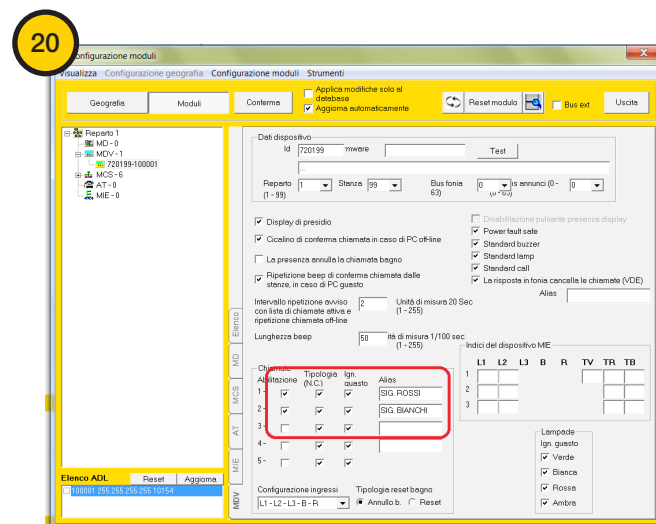 20
Configurazione moduli
Visualizza Configurazione geografia Configurazione moduli Strumenti
Geografia Moduli Conferma
Applica modifiche solo al database
Aggiorna automaticamente
Reset modulo Bus ext Uscita
Reparto 1
MD - 0
MDV - 1
720199-100001
MCS - 6
AT - 0
MIE - 0
Elenco ADL Reset Aggiorna
100001 255.255.255.255 10154
Elenco
MD
MCS
AT
MIE
MDV
Dati dispositivo
Id 720199 mware Test
...
Reparto (1 - 99) 1 Stanza 99 Bus fonia 63) 0 is annunci (0 - 0
Display di presidio
Cicalino di conferma chiamata in caso di PC off-line
La presenza annulla la chiamata bagno
Ripetizione beep di conferma chiamata dalle stanze, in caso di PC guasto
Disabilitazione pulsante presenza display
Power fault sate
Standard buzzer
Standard lamp
Standard call
La risposta in fonia cancella le chiamate (VDE)
Alias
Intervallo ripetizione avviso con lista di chiamate attiva e ripetizione chiamata off-line 2 Unità di misura 20 Sec (1 - 255)
Lunghezza beep 50 ità di misura 1/100 sec (1 - 255)
Chiamate
Abilitazione Tipologia (N.C.) Ign. guasto Alias
1 - SIG. ROSSI
2 - SIG. BIANCHI
3 -
4 -
5 -
Configurazione ingressi Tipologia reset bagno
L1 - L2 - L3 - B - R Annullo b. Reset
Indici del dispositivo MIE
L1 L2 L3 B R TV TR TB
1
2
3
Lampade
Ign. guasto
Verde
Bianca
Rossa
Ambra